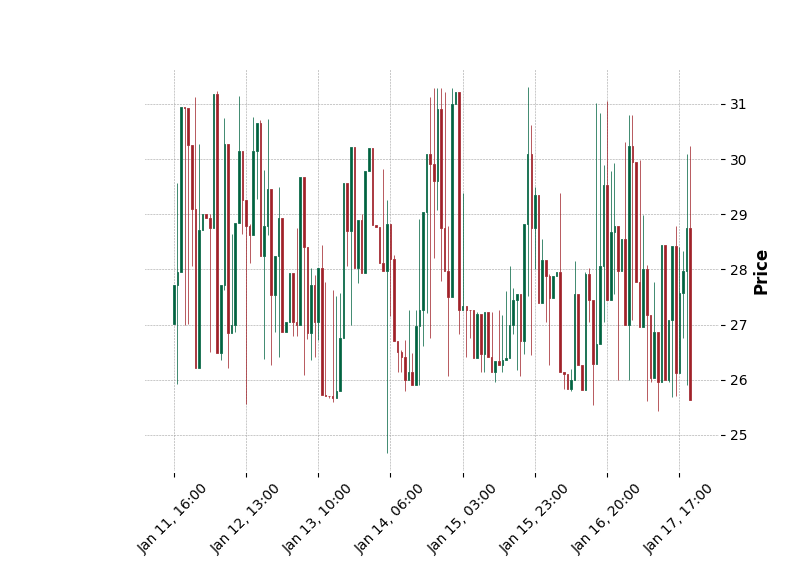 31
30
29
28
27
26
25
Price
Jan 11, 16:00
Jan 12, 13:00
Jan 13, 10:00
Jan 14, 06:00
Jan 15, 03:00
Jan 15, 23:00
Jan 16, 20:00
Jan 17, 17:00